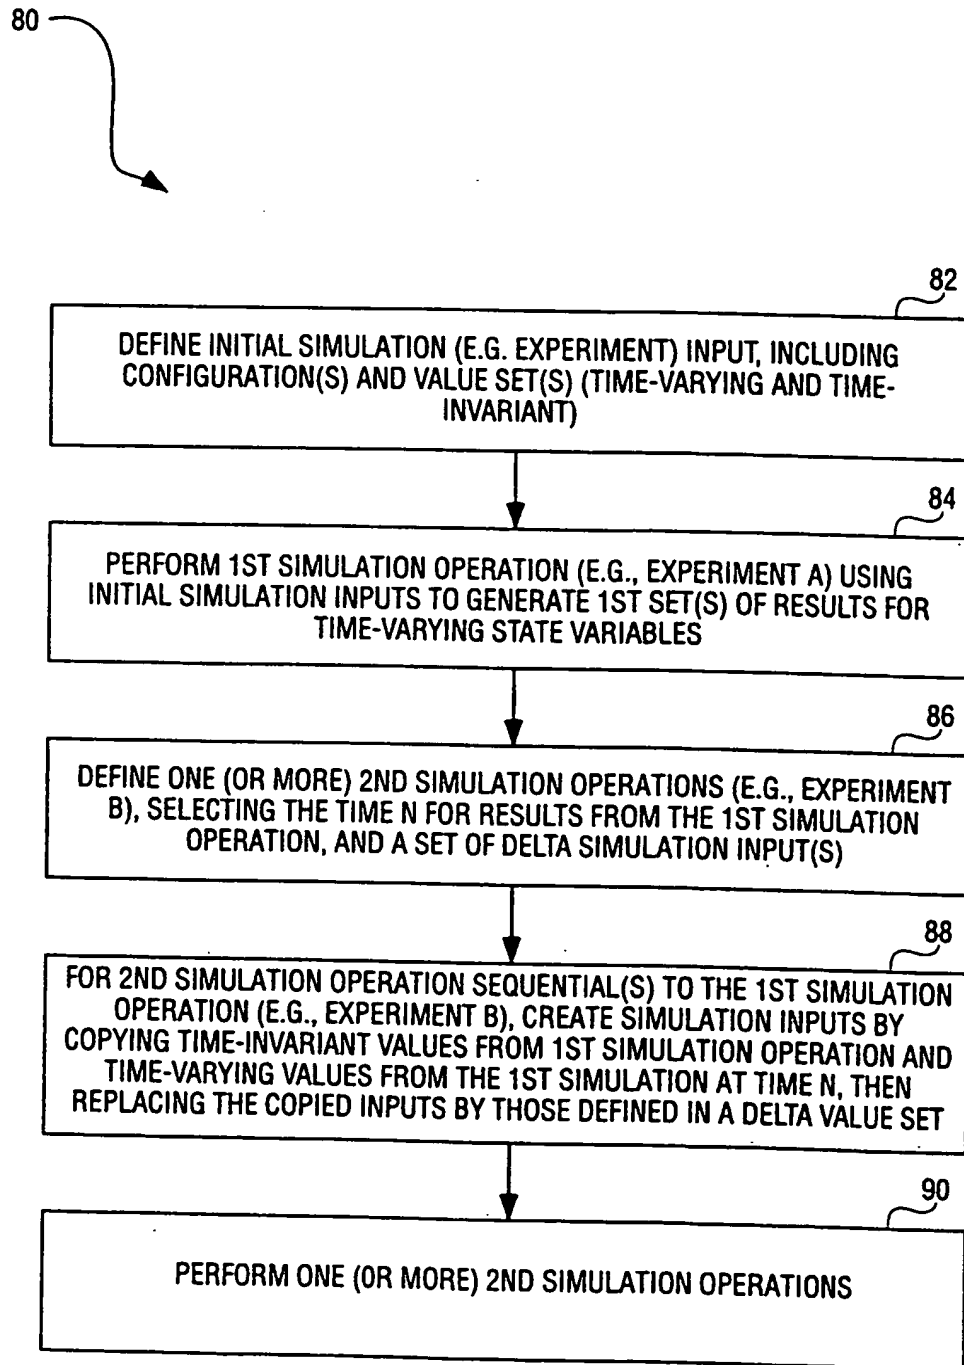 80
82
DEFINE INITIAL SIMULATION (E.G. EXPERIMENT) INPUT, INCLUDING
CONFIGURATION(S) AND VALUE SET(S) (TIME-VARYING AND TIME-
INVARIANT)
84
PERFORM 1ST SIMULATION OPERATION (E.G., EXPERIMENT A) USING
INITIAL SIMULATION INPUTS TO GENERATE 1ST SET(S) OF RESULTS FOR
TIME-VARYING STATE VARIABLES
86
DEFINE ONE (OR MORE) 2ND SIMULATION OPERATIONS (E.G., EXPERIMENT
B), SELECTING THE TIME N FOR RESULTS FROM THE 1ST SIMULATION
OPERATION, AND A SET OF DELTA SIMULATION INPUT(S)
88
FOR 2ND SIMULATION OPERATION SEQUENTIAL(S) TO THE 1ST SIMULATION
OPERATION (E.G., EXPERIMENT B), CREATE SIMULATION INPUTS BY
COPYING TIME-INVARIANT VALUES FROM 1ST SIMULATION OPERATION AND
TIME-VARYING VALUES FROM THE 1ST SIMULATION AT TIME N, THEN
REPLACING THE COPIED INPUTS BY THOSE DEFINED IN A DELTA VALUE SET
90
PERFORM ONE (OR MORE) 2ND SIMULATION OPERATIONS